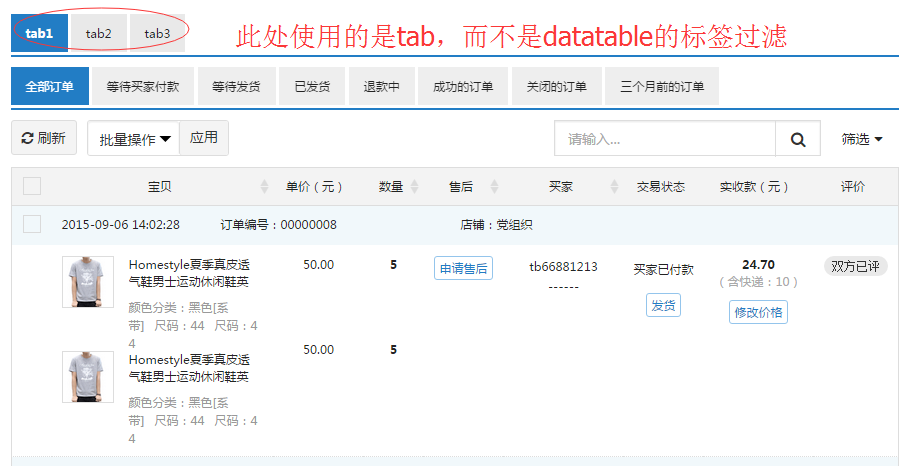 tab1 tab2 tab3 此处使用的是tab，而不是datatable的标签过滤
全部订单 等待买家付款 等待发货 已发货 退款中 成功的订单 关闭的订单 三个月前的订单
刷新 批量操作 应用 请输入... 筛选
宝贝 单价（元） 数量 售后 买家 交易状态 实收款（元） 评价
2015-09-06 14:02:28 订单编号：00000008 店铺：党组织
Homestyle夏季真皮透 50.00 5 申请售后 tb66881213 买家已付款 24.70 双方已评
气鞋男士运动休闲鞋英 ------ （含快递：10）
颜色分类：黑色[系 发货 修改价格
带] 尺码：44 尺码：4
4
Homestyle夏季真皮透 50.00 5
气鞋男士运动休闲鞋英
颜色分类：黑色[系
带] 尺码：44 尺码：4
4